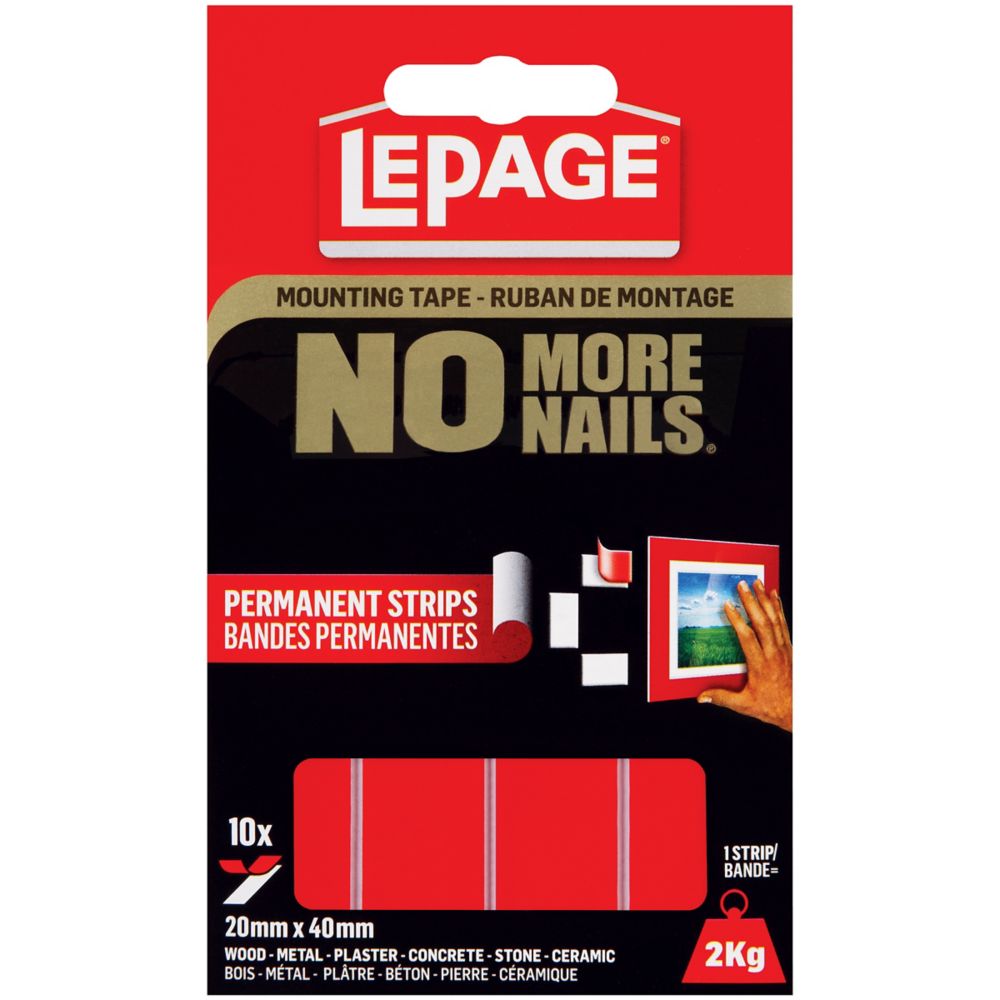 LEPAGE®
MOUNTING TAPE - RUBAN DE MONTAGE
NO MORE NAILS®
PERMANENT STRIPS
BANDES PERMANENTES
10x
1 STRIP/
BANDE=
2Kg
20mm x 40mm
WOOD - METAL - PLASTER - CONCRETE - STONE - CERAMIC
BOIS - MÉTAL - PLÂTRE - BÉTON - PIERRE - CÉRAMIQUE